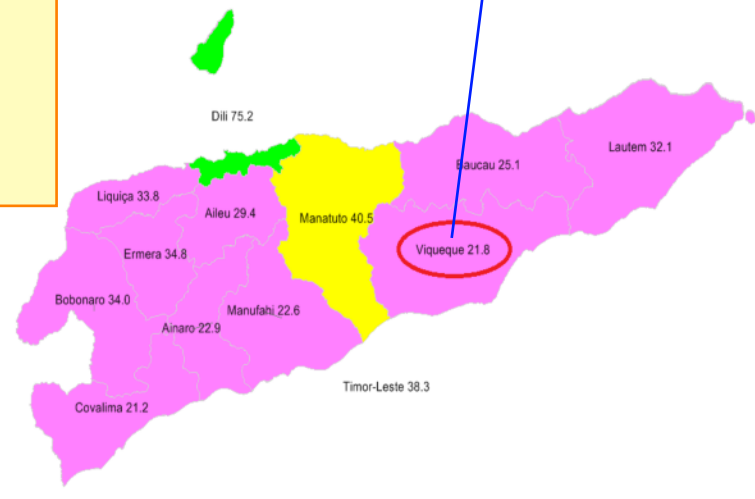 Dili 75.2
Lautem 32.1
Baucau 25.1
Liquiça 33.8
Aileu 29.4
Manatuto 40.5
Viqueque 21.8
Ermera 34.8
Bobonaro 34.0
Manufahi 22.6
Ainaro 22.9
Timor-Leste 38.3
Covalima 21.2